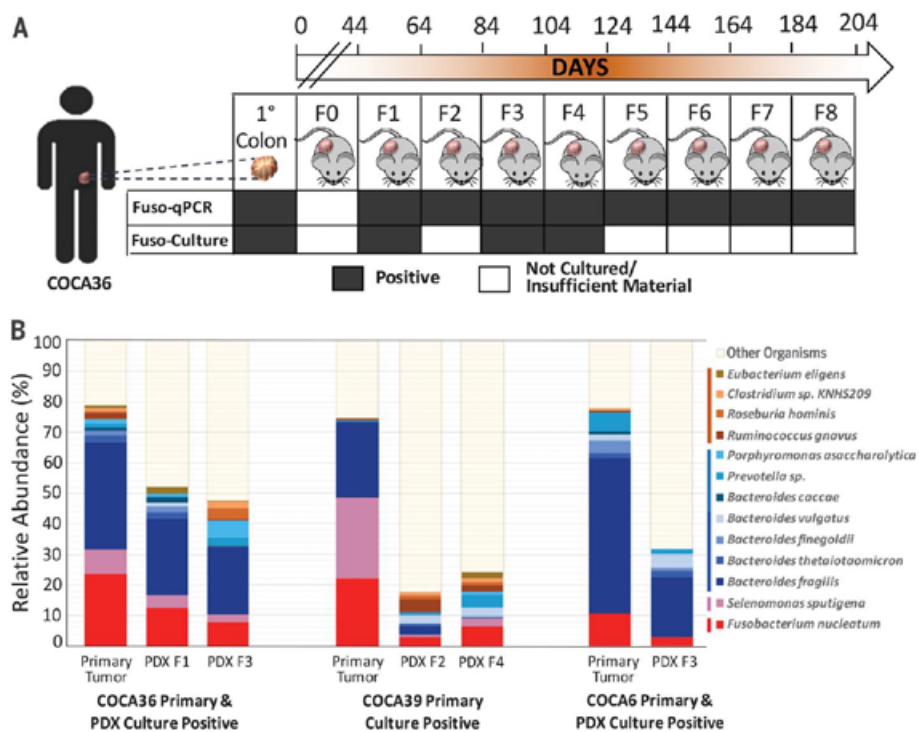 A
0 44 64 84 104 124 144 164 184 204
DAYS
1° Colon
F0 F1 F2 F3 F4 F5 F6 F7 F8
Fuso-qPCR
Fuso-Culture
COCA36
Positive
Not Cultured/
Insufficient Material
B
Relative Abundance (%)
100
90
80
70
60
50
40
30
20
10
0
Other Organisms
Eubacterium eligens
Clostridium sp. KNHS209
Roseburia hominis
Ruminococcus gnavus
Porphyromonas asaccharolytica
Prevotella sp.
Bacteroides caccae
Bacteroides vulgatus
Bacteroides finegoldii
Bacteroides thetaiotaomicron
Bacteroides fragilis
Selenomonas sputigena
Fusobacterium nucleatum
Primary Tumor PDX F1 PDX F3
COCA36 Primary &
PDX Culture Positive
Primary Tumor PDX F2 PDX F4
COCA39 Primary
Culture Positive
Primary Tumor PDX F3
COCA6 Primary &
PDX Culture Positive